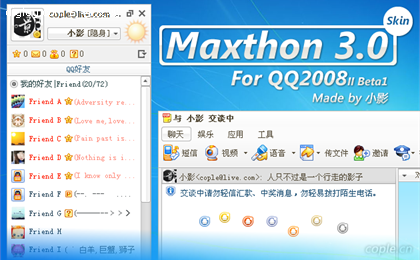 cople@live.com
小影 [隐身]
0 0 0 1
QQ好友
我的好友|Friend(20/72)
Friend A (Adversity re...
Friend B (Love me,love...
Friend C (Pain past is...
Friend D (Nothing is i...
Friend E (I know only ...
Friend F
Friend G
Friend H
Friend I (白羊,巨蟹,狮子
Skin
Maxthon 3.0
For QQ2008II Beta1
Made by 小影
与 小影 交谈中
聊天 娱乐 应用 工具
短信 视频 语音 传文件 邀请
小影<cople@live.com>: 人只不过是一个行走的影子
交谈中请勿轻信汇款、中奖消息，勿轻易拨打陌生电话。
cople.cn